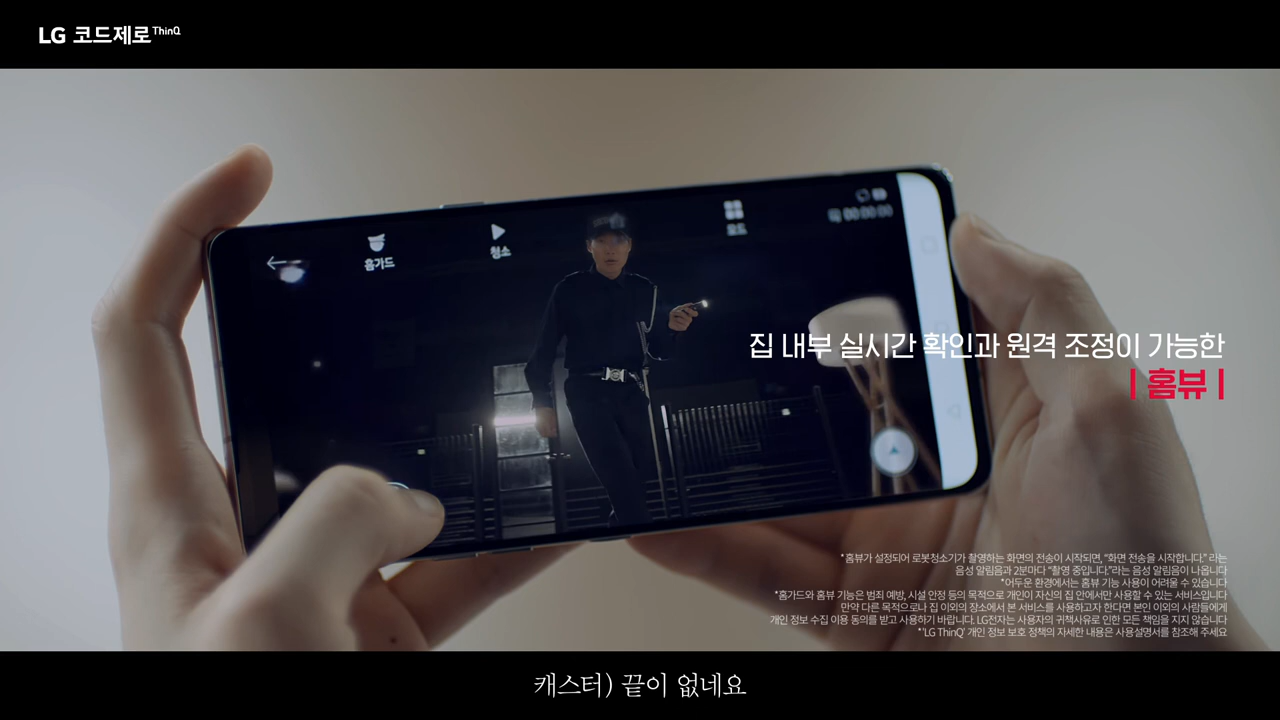 LG 코드제로 ThinQ
홈가드
청소
모드
00:00:00
집 내부 실시간 확인과 원격 조정이 가능한
| 홈뷰 |
*홈뷰가 설정되어 로봇청소기가 촬영하는 화면의 전송이 시작되면, “화면 전송을 시작합니다.” 라는
음성 알림음과 2분마다 “촬영 중입니다.”라는 음성 알림음이 나옵니다
*어두운 환경에서는 홈뷰 기능 사용이 어려울 수 있습니다
*홈가드와 홈뷰 기능은 범죄 예방, 시설 안정 등의 목적으로 개인이 자신의 집 안에서만 사용할 수 있는 서비스입니다
만약 다른 목적으로나 집 이외의 장소에서 본 서비스를 사용하고자 한다면 본인 이외의 사람들에게
개인 정보 수집 이용 동의를 받고 사용하기 바랍니다. LG전자는 사용자의 귀책사유로 인한 모든 책임을 지지 않습니다
*‘LG ThinQ’ 개인 정보 보호 정책의 자세한 내용은 사용설명서를 참조해 주세요
캐스터) 끝이 없네요